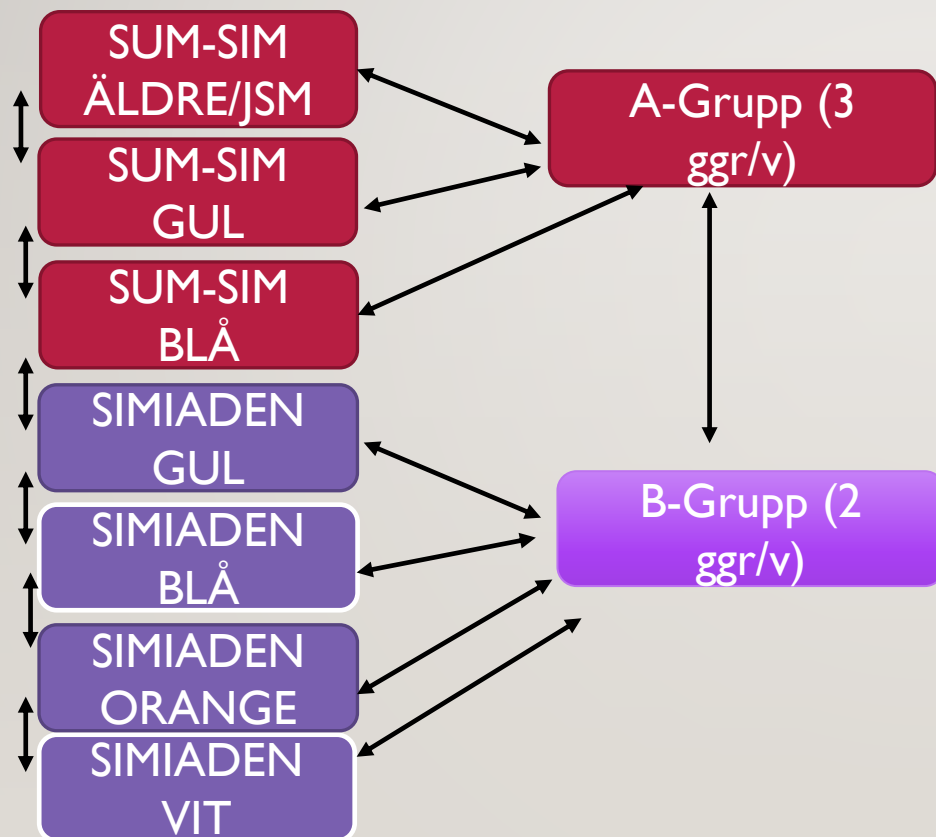 SUM-SIM
ÄLDRE/JSM
SUM-SIM
GUL
SUM-SIM
BLÅ
SIMIADEN
GUL
SIMIADEN
BLÅ
SIMIADEN
ORANGE
SIMIADEN
VIT
A-Grupp (3
ggr/v)
B-Grupp (2
ggr/v)